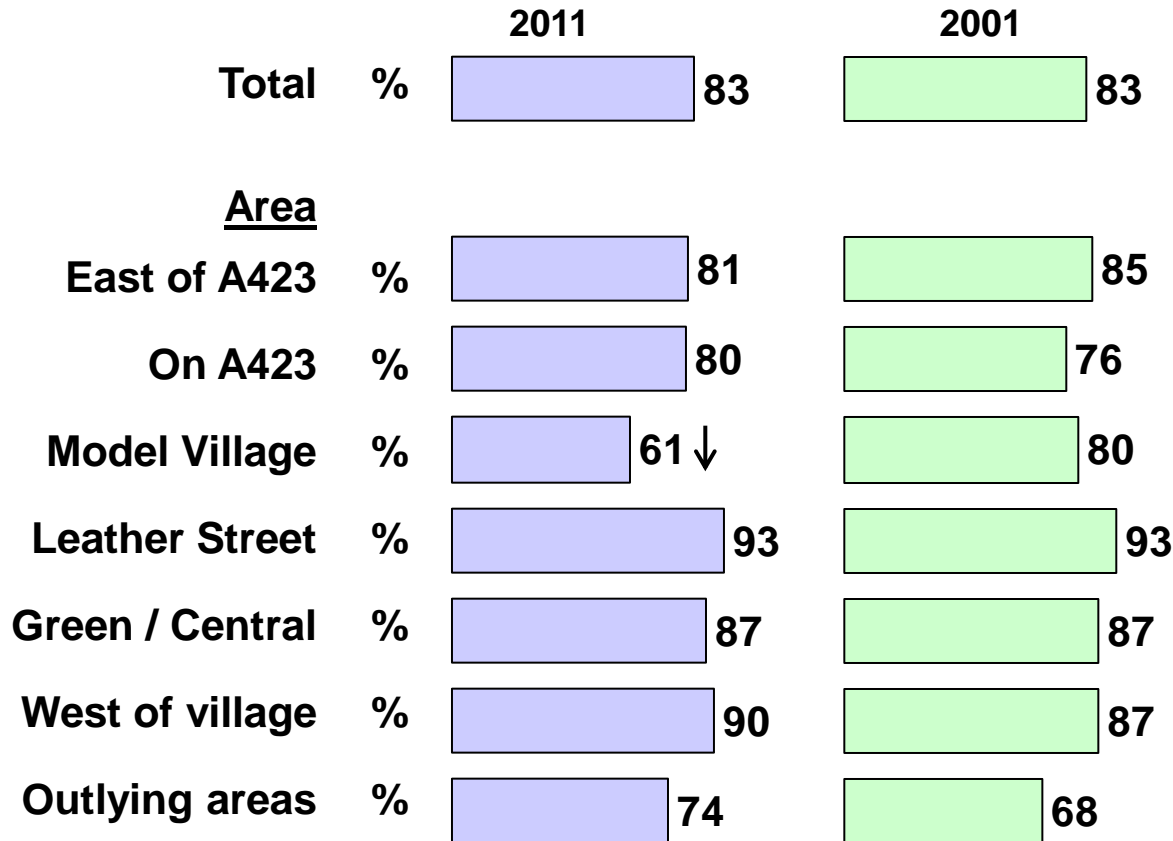 2011 2001
Total % 83 83
Area
East of A423 % 81 85
On A423 % 80 76
Model Village % 61 ↓ 80
Leather Street % 93 93
Green / Central % 87 87
West of village % 90 87
Outlying areas % 74 68